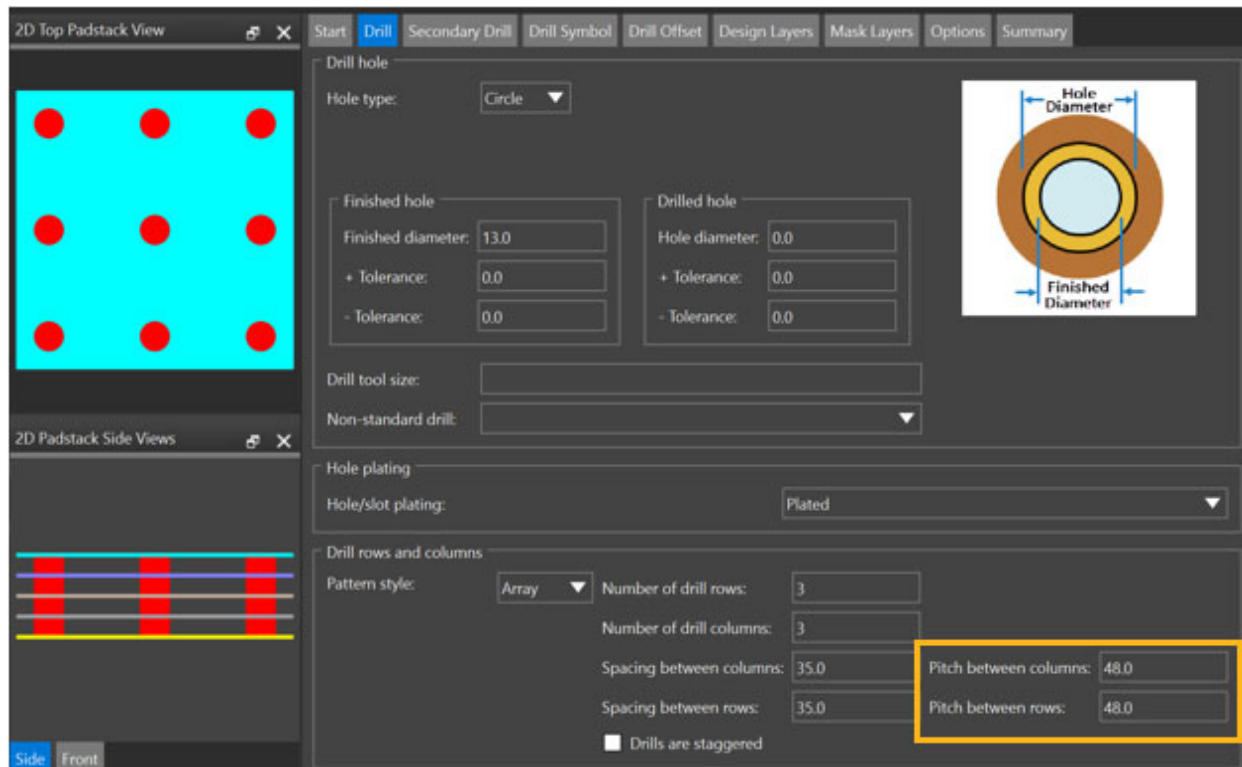 2D Top Padstack View
Start Drill Secondary Drill Drill Symbol Drill Offset Design Layers Mask Layers Options Summary
Drill hole
Hole type: Circle
Hole
Diameter
Finished
Diameter
Finished hole
Finished diameter: 13.0
+ Tolerance: 0.0
- Tolerance: 0.0
Drilled hole
Hole diameter: 0.0
+ Tolerance: 0.0
- Tolerance: 0.0
Drill tool size:
Non-standard drill:
2D Padstack Side Views
Hole plating
Hole/slot plating: Plated
Drill rows and columns
Pattern style: Array Number of drill rows: 3
Number of drill columns: 3
Spacing between columns: 35.0 Pitch between columns: 48.0
Spacing between rows: 35.0 Pitch between rows: 48.0
Drills are staggered
Side Front